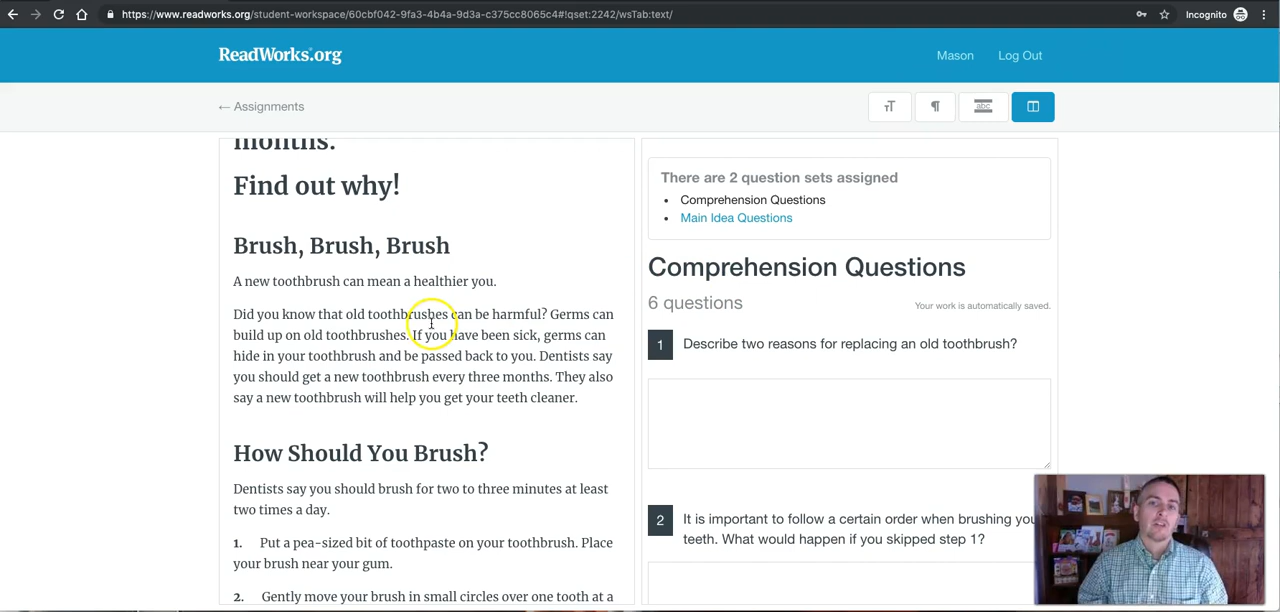 https://www.readworks.org/student-workspace/60cbf042-9fa3-4b4a-9d3a-c375cc8065c4#!qset:2242/wsTab:text/
Incognito
ReadWorks.org
Mason
Log Out
← Assignments
abc
months.
Find out why!
Brush, Brush, Brush
A new toothbrush can mean a healthier you.
Did you know that old toothbrushes can be harmful? Germs can
build up on old toothbrushes. If you have been sick, germs can
hide in your toothbrush and be passed back to you. Dentists say
you should get a new toothbrush every three months. They also
say a new toothbrush will help you get your teeth cleaner.
How Should You Brush?
Dentists say you should brush for two to three minutes at least
two times a day.
1. Put a pea-sized bit of toothpaste on your toothbrush. Place
your brush near your gum.
2. Gently move your brush in small circles over one tooth at a
There are 2 question sets assigned
• Comprehension Questions
• Main Idea Questions
Comprehension Questions
6 questions
Your work is automatically saved.
1 Describe two reasons for replacing an old toothbrush?
2 It is important to follow a certain order when brushing you
teeth. What would happen if you skipped step 1?